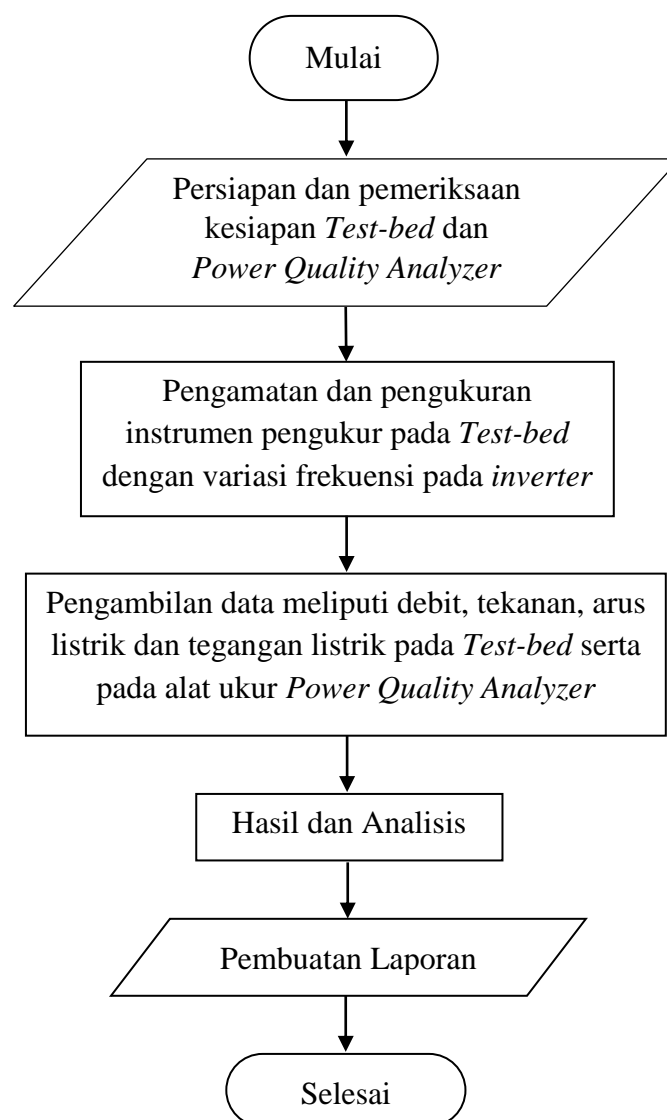 Mulai
Persiapan dan pemeriksaan
kesiapan Test-bed dan
Power Quality Analyzer
Pengamatan dan pengukuran
instrumen pengukur pada Test-bed
dengan variasi frekuensi pada inverter
Pengambilan data meliputi debit, tekanan, arus
listrik dan tegangan listrik pada Test-bed serta
pada alat ukur Power Quality Analyzer
Hasil dan Analisis
Pembuatan Laporan
Selesai